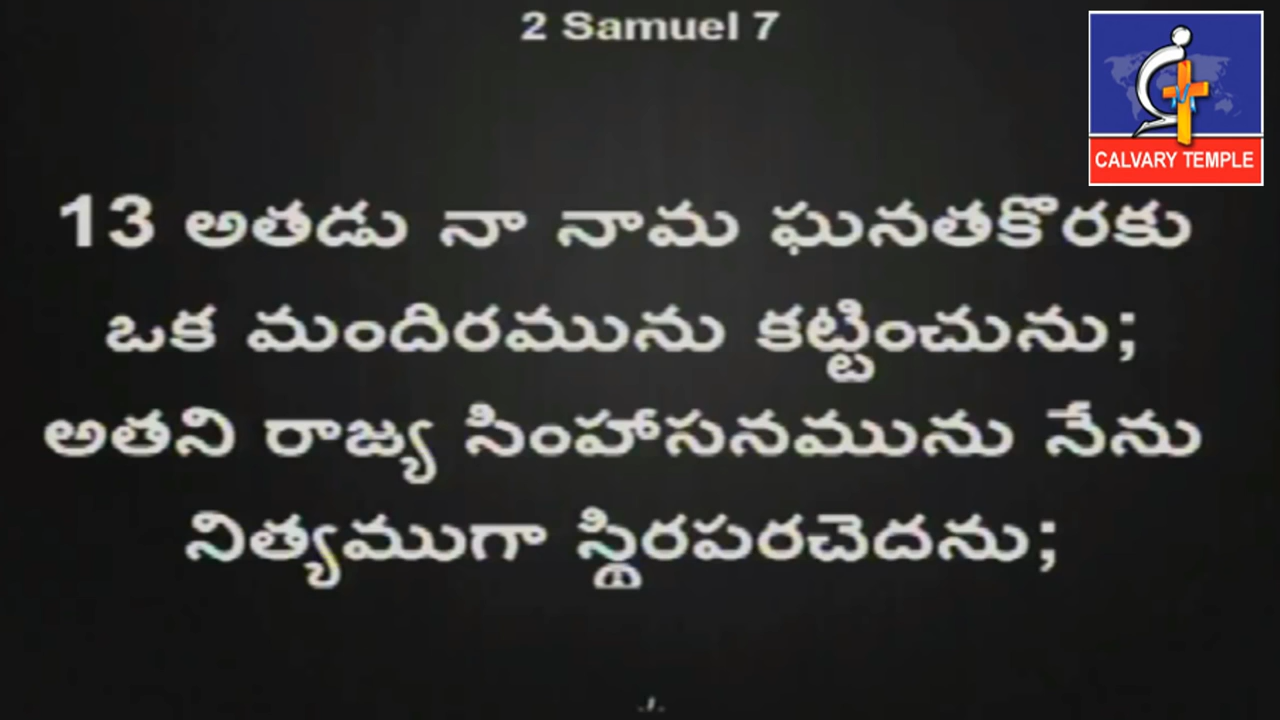 2 Samuel 7
CALVARY TEMPLE
13 అతడు నా నామ ఘనతకొరకు
ఒక మందిరమును కట్టించును;
అతని రాజ్య సింహాసనమును నేను
నిత్యముగా స్థిరపరచెదను;